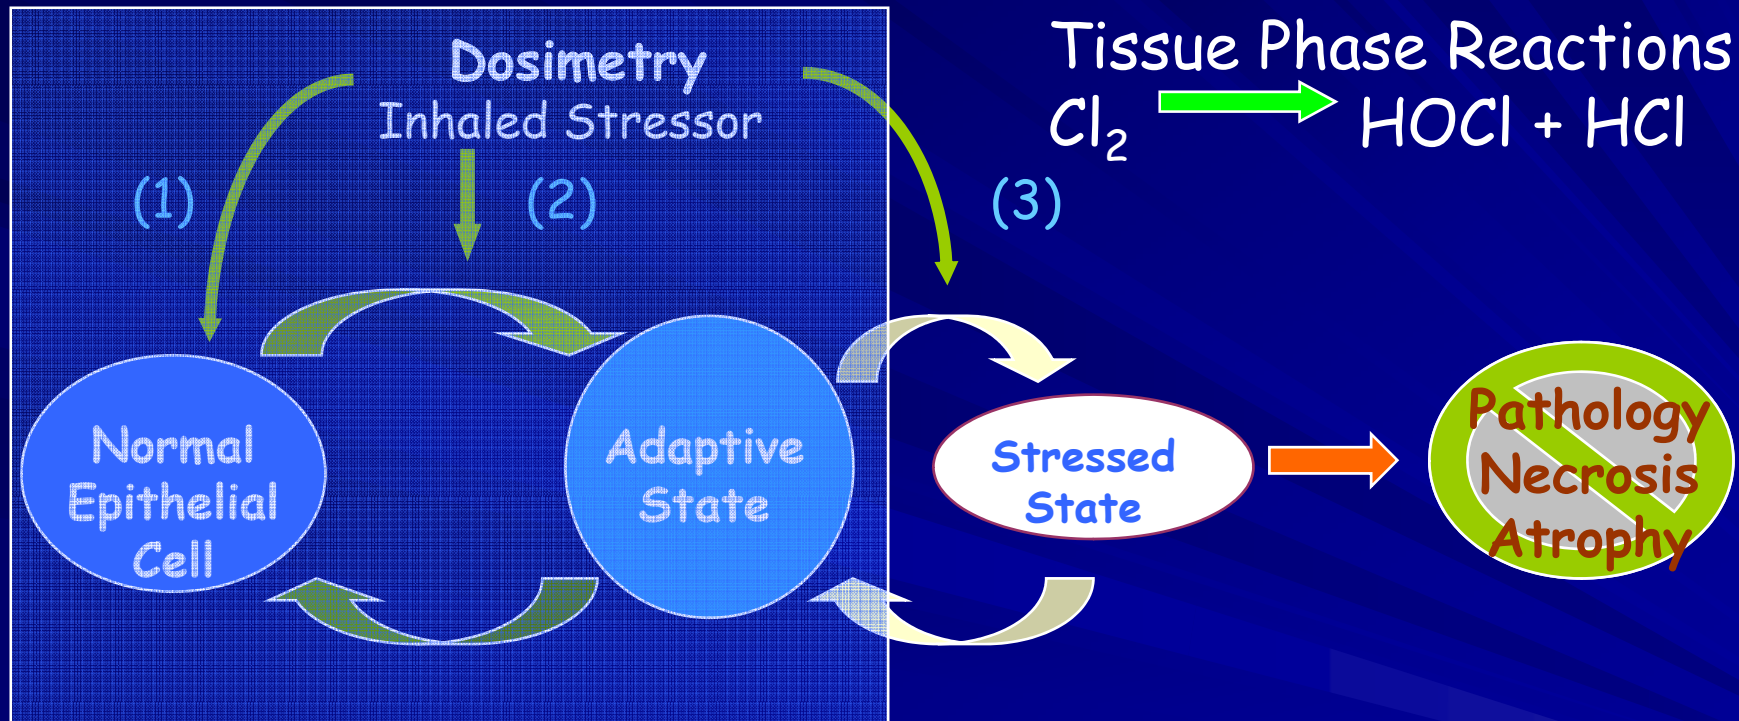 Dosimetry
Inhaled Stressor
Tissue Phase Reactions
Cl₂ HOCl + HCl
(1)
(2)
(3)
Normal
Epithelial
Cell
Adaptive
State
Stressed
State
Pathology
Necrosis
Atrophy